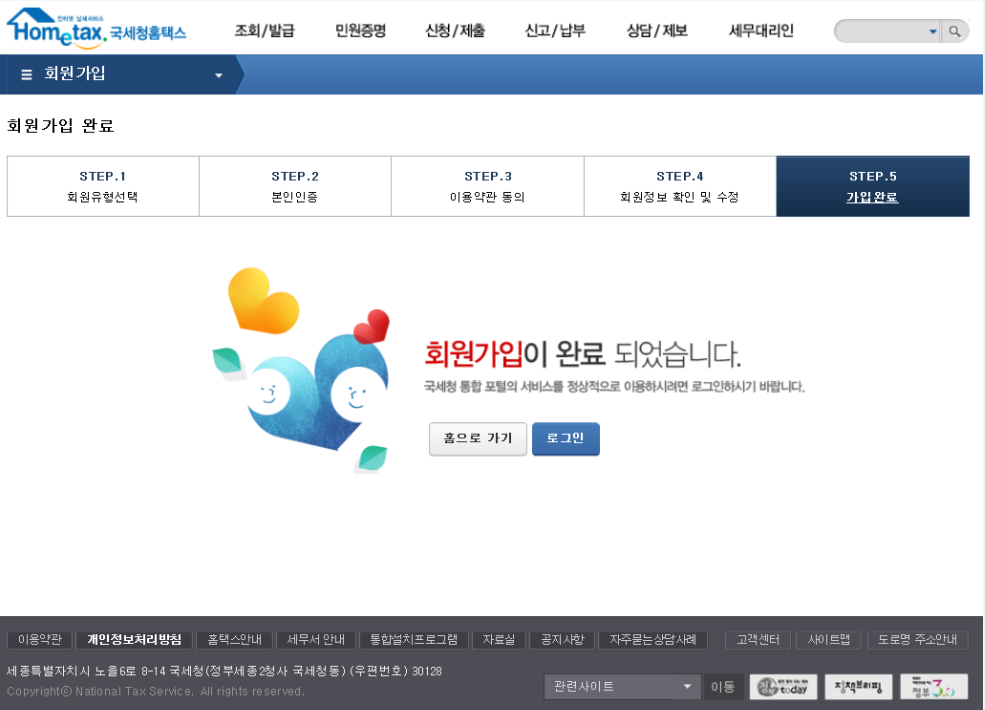 인터넷 납세서비스
Hometax. 국세청홈택스
조회/발급 민원증명 신청/제출 신고/납부 상담/제보 세무대리인
회원가입
회원가입 완료
STEP.1 STEP.2 STEP.3 STEP.4 STEP.5
회원유형선택 본인인증 이용약관 동의 회원정보 확인 및 수정 가입완료
회원가입이 완료 되었습니다.
국세청 통합 포털의 서비스를 정상적으로 이용하시려면 로그인하시기 바랍니다.
홈으로 가기 로그인
이용약관 개인정보처리방침 홈택스안내 세무서 안내 통합설치프로그램 자료실 공지사항 자주묻는상담사례 고객센터 사이트맵 도로명 주소안내
세종특별자치시 노을6로 8-14 국세청(정부세종2청사 국세청동) (우편번호) 30128
Copyrightⓒ National Tax Service. All rights reserved.
관련사이트 이동 today 정책브리핑 정부3.0